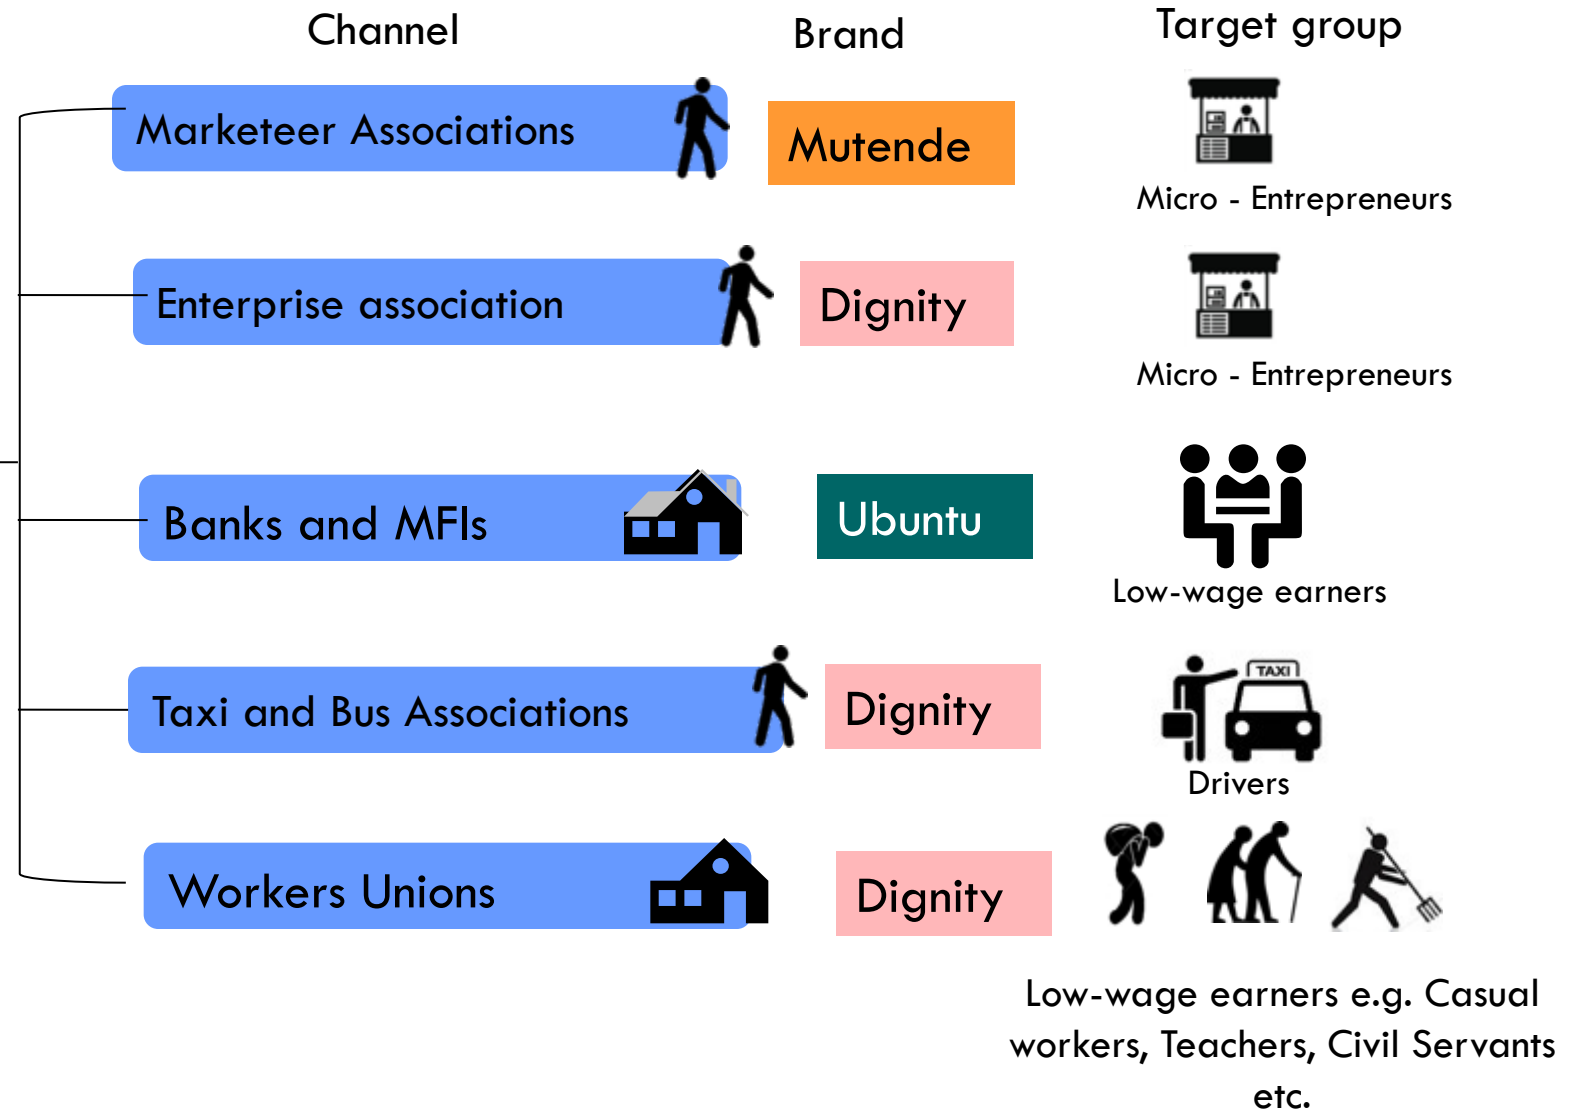 Channel
Brand
Target group
Marketeer Associations
Mutende
Micro - Entrepreneurs
Enterprise association
Dignity
Micro - Entrepreneurs
Banks and MFIs
Ubuntu
Low-wage earners
Taxi and Bus Associations
Dignity
TAXI
Drivers
Workers Unions
Dignity
Low-wage earners e.g. Casual
workers, Teachers, Civil Servants
etc.